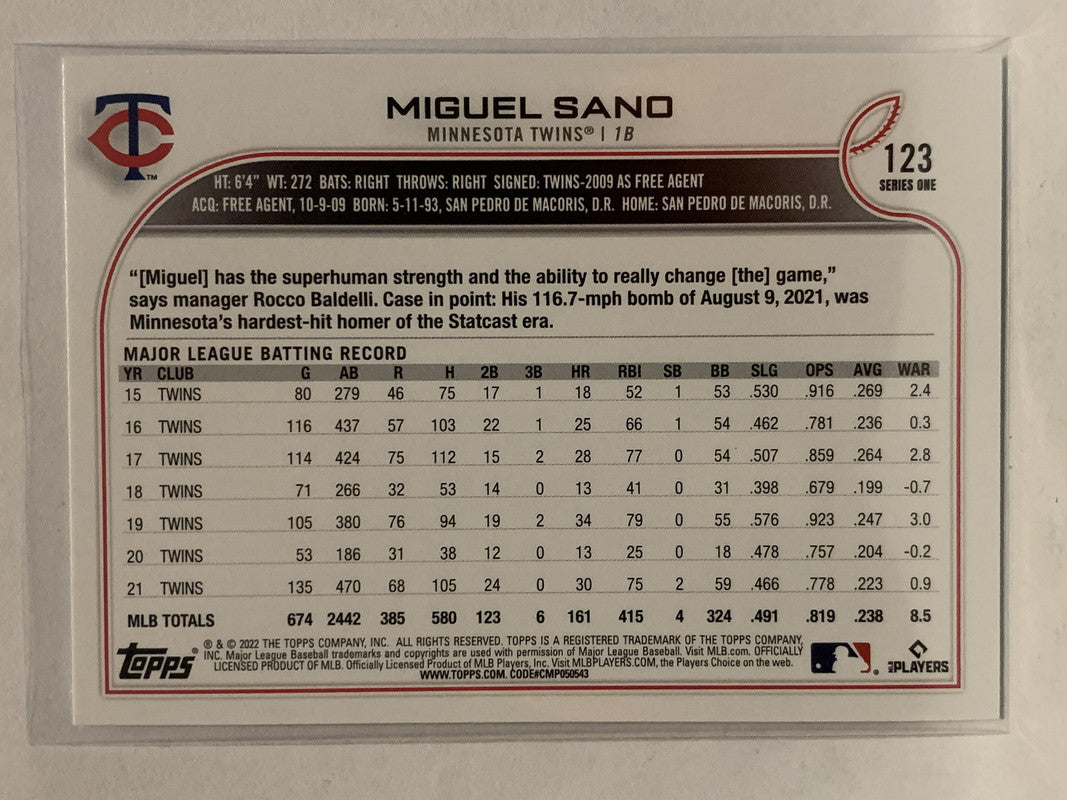 TC™
MIGUEL SANO
MINNESOTA TWINS® | 1B
123
SERIES ONE
HT: 6'4" WT: 272 BATS: RIGHT THROWS: RIGHT SIGNED: TWINS-2009 AS FREE AGENT
ACQ: FREE AGENT, 10-9-09 BORN: 5-11-93, SAN PEDRO DE MACORIS, D.R. HOME: SAN PEDRO DE MACORIS, D.R.
“[Miguel] has the superhuman strength and the ability to really change [the] game,”
says manager Rocco Baldelli. Case in point: His 116.7-mph bomb of August 9, 2021, was
Minnesota’s hardest-hit homer of the Statcast era.
MAJOR LEAGUE BATTING RECORD
YR CLUB G AB R H 2B 3B HR RBI SB BB SLG OPS AVG WAR
15 TWINS 80 279 46 75 17 1 18 52 1 53 .530 .916 .269 2.4
16 TWINS 116 437 57 103 22 1 25 66 1 54 .462 .781 .236 0.3
17 TWINS 114 424 75 112 15 2 28 77 0 54 .507 .859 .264 2.8
18 TWINS 71 266 32 53 14 0 13 41 0 31 .398 .679 .199 -0.7
19 TWINS 105 380 76 94 19 2 34 79 0 55 .576 .923 .247 3.0
20 TWINS 53 186 31 38 12 0 13 25 0 18 .478 .757 .204 -0.2
21 TWINS 135 470 68 105 24 0 30 75 2 59 .466 .778 .223 0.9
MLB TOTALS 674 2442 385 580 123 6 161 415 4 324 .491 .819 .238 8.5
topps®
® & © 2022 THE TOPPS COMPANY, INC. ALL RIGHTS RESERVED. TOPPS IS A REGISTERED TRADEMARK OF THE TOPPS COMPANY,
INC. Major League Baseball trademarks and copyrights are used with permission of Major League Baseball. Visit MLB.com. OFFICIALLY
LICENSED PRODUCT OF MLB. Officially Licensed Product of MLB Players, Inc. Visit MLBPLAYERS.COM, the Players Choice on the web.
WWW.TOPPS.COM. CODE#CMP050543
MLB PLAYERS